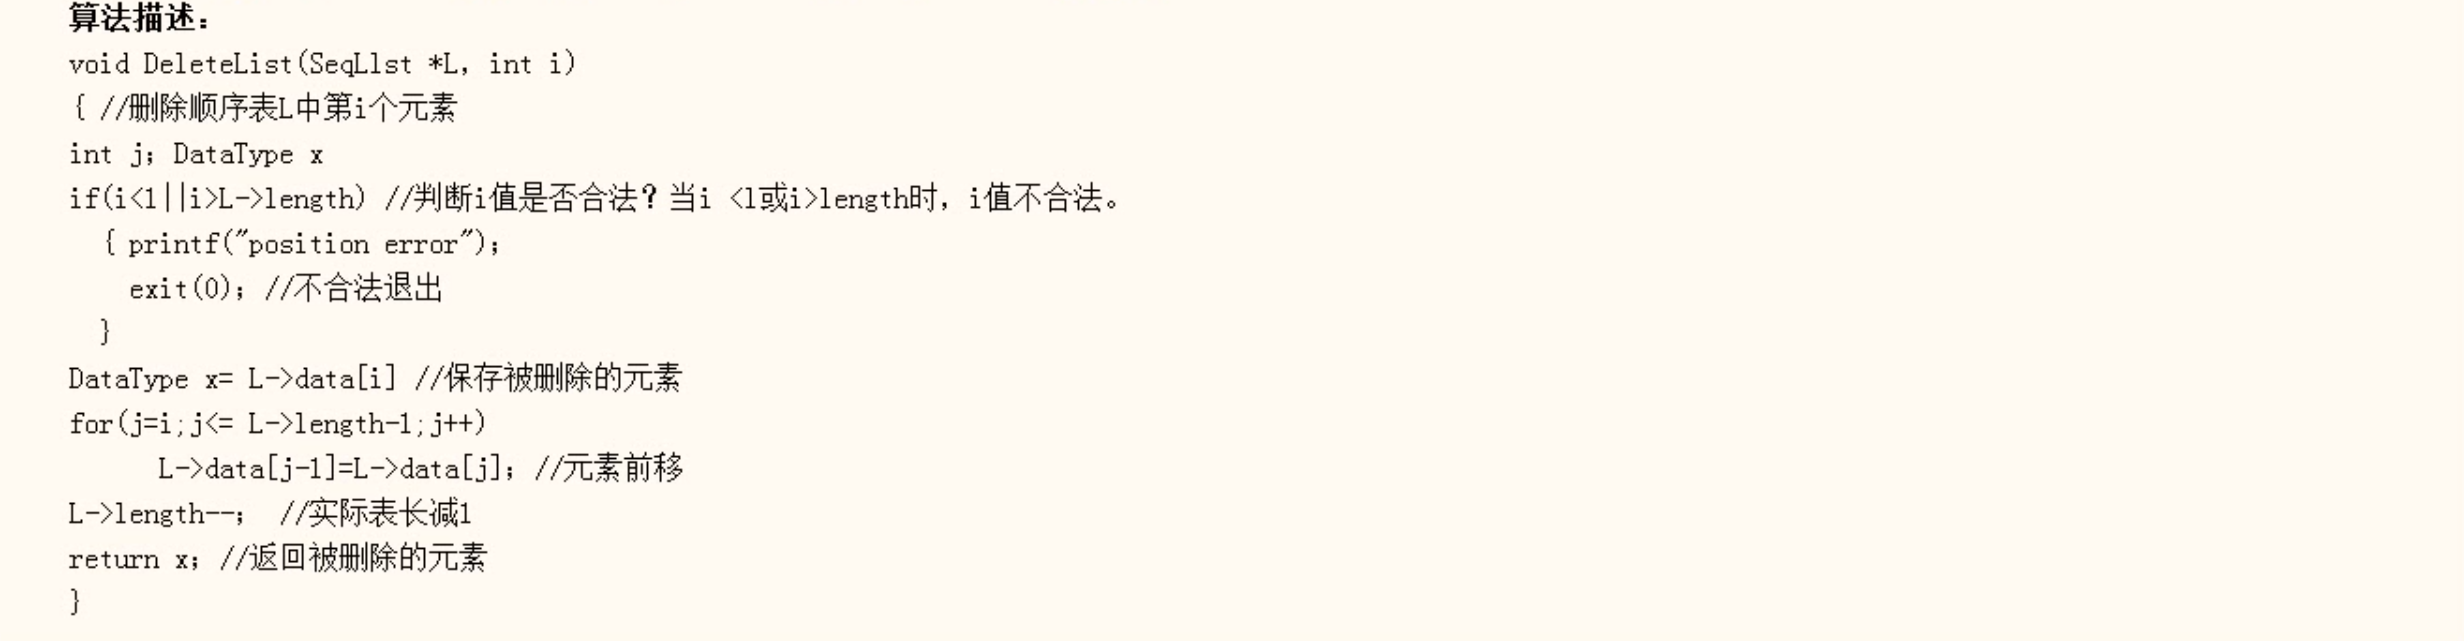 算法描述：
void DeleteList(SeqLlst *L, int i)
{ //删除顺序表L中第i个元素
int j; DataType x
if(i<1||i>L->length) //判断i值是否合法？当i <l或i>length时，i值不合法。
{ printf("position error");
exit(0); //不合法退出
}
DataType x= L->data[i] //保存被删除的元素
for(j=i;j<= L->length-1;j++)
L->data[j-1]=L->data[j]; //元素前移
L->length--; //实际表长减1
return x; //返回被删除的元素
}